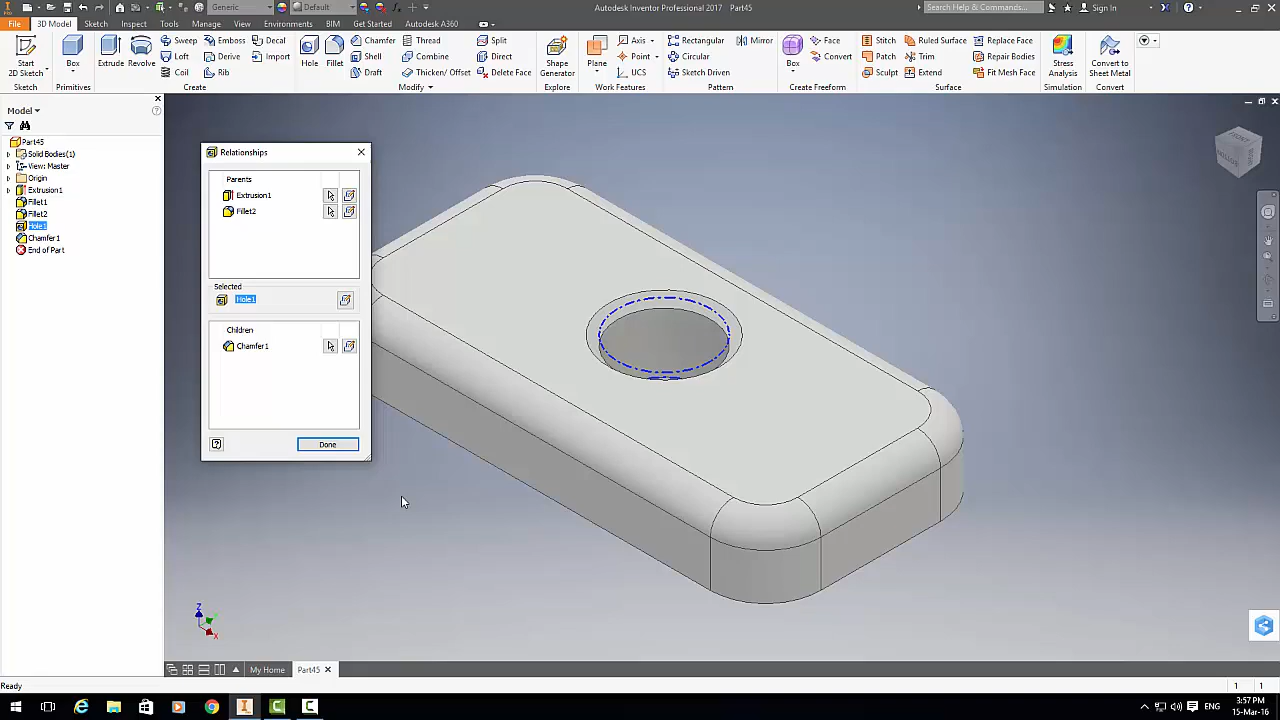 Generic
Default
Autodesk Inventor Professional 2017 Part45
Search Help & Commands...
Sign In
File
3D Model
Sketch
Inspect
Tools
Manage
View
Environments
BIM
Get Started
Autodesk A360
Start
2D Sketch
Sketch
Box
Primitives
Extrude
Revolve
Sweep
Loft
Coil
Emboss
Derive
Rib
Decal
Import
Create
Hole
Fillet
Chamfer
Shell
Draft
Thread
Combine
Thicken/ Offset
Split
Direct
Delete Face
Modify
Shape
Generator
Explore
Plane
Axis
Point
UCS
Work Features
Rectangular
Circular
Sketch Driven
Mirror
Pattern
Box
Face
Convert
Create Freeform
Stitch
Patch
Sculpt
Ruled Surface
Trim
Extend
Replace Face
Repair Bodies
Fit Mesh Face
Surface
Stress
Analysis
Simulation
Convert to
Sheet Metal
Convert
Model
Part45
Solid Bodies(1)
View: Master
Origin
Extrusion1
Fillet1
Fillet2
Hole1
Chamfer1
End of Part
Relationships
Parents
Extrusion1
Fillet2
Selected
Hole1
Children
Chamfer1
Done
Z
X
My Home
Part45
Ready
1 1
ENG
3:57 PM
15-Mar-16